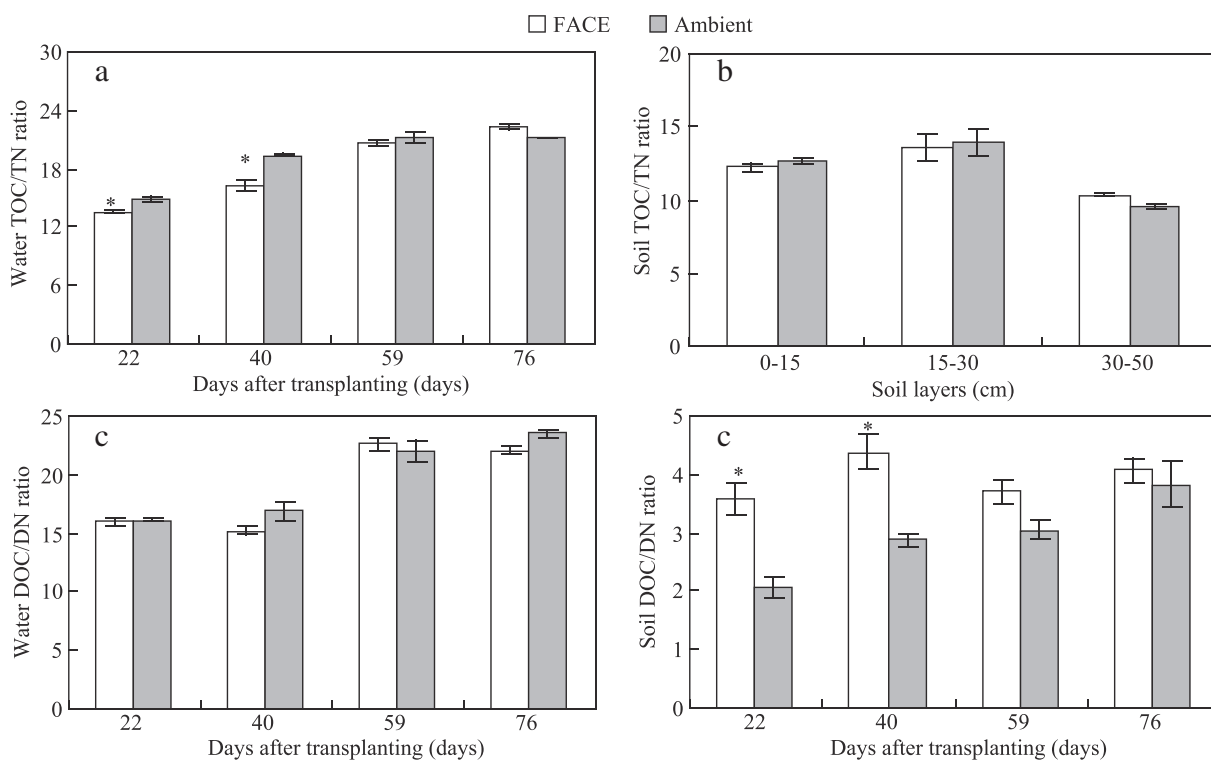 FACE Ambient
a
Water TOC/TN ratio
30
24
18
12
6
0
*
*
22 40 59 76
Days after transplanting (days)
b
Soil TOC/TN ratio
20
15
10
5
0
0-15 15-30 30-50
Soil layers (cm)
c
Water DOC/DN ratio
25
20
15
10
5
0
22 40 59 76
Days after transplanting (days)
c
Soil DOC/DN ratio
5
4
3
2
1
0
*
*
22 40 59 76
Days after transplanting (days)